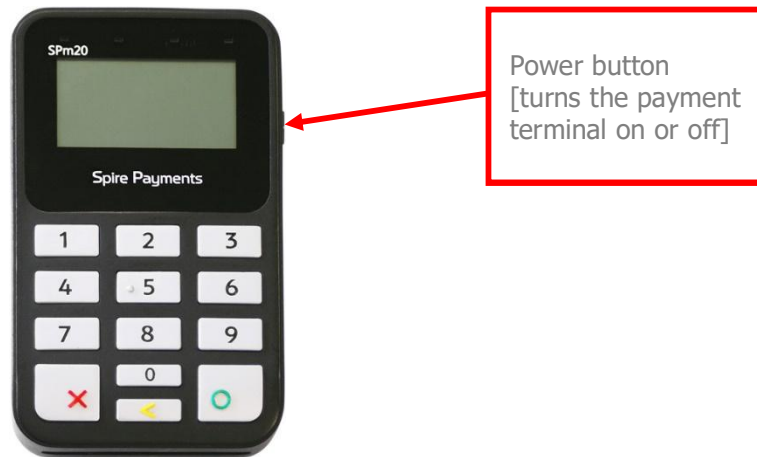 SPm20
Power button
[turns the payment
terminal on or off]
Spire Payments
1 2 3
4 5 6
7 8 9
0